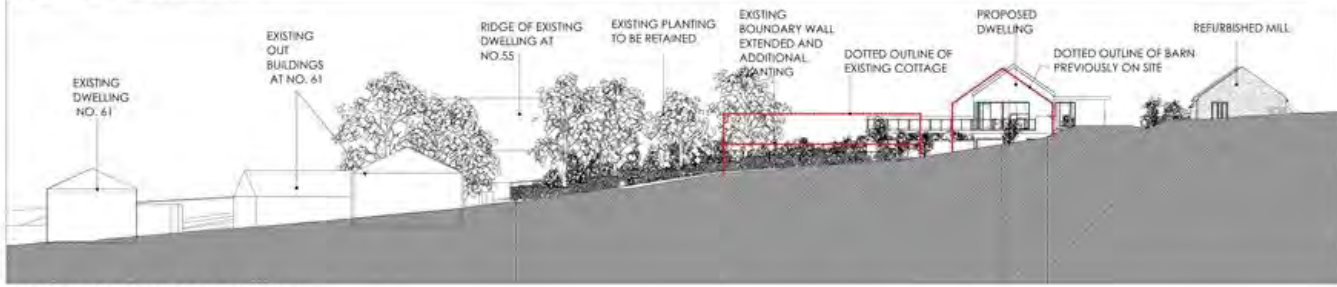 EXISTING
DWELLING
NO. 61
EXISTING
OUT
BUILDINGS
AT NO. 61
RIDGE OF EXISTING
DWELLING AT
NO.55
EXISTING PLANTING
TO BE RETAINED
EXISTING
BOUNDARY WALL
EXTENDED AND
ADDITIONAL
PLANTING
DOTTED OUTLINE OF
EXISTING COTTAGE
PROPOSED
DWELLING
DOTTED OUTLINE OF BARN
PREVIOUSLY ON SITE
REFURBISHED MILL